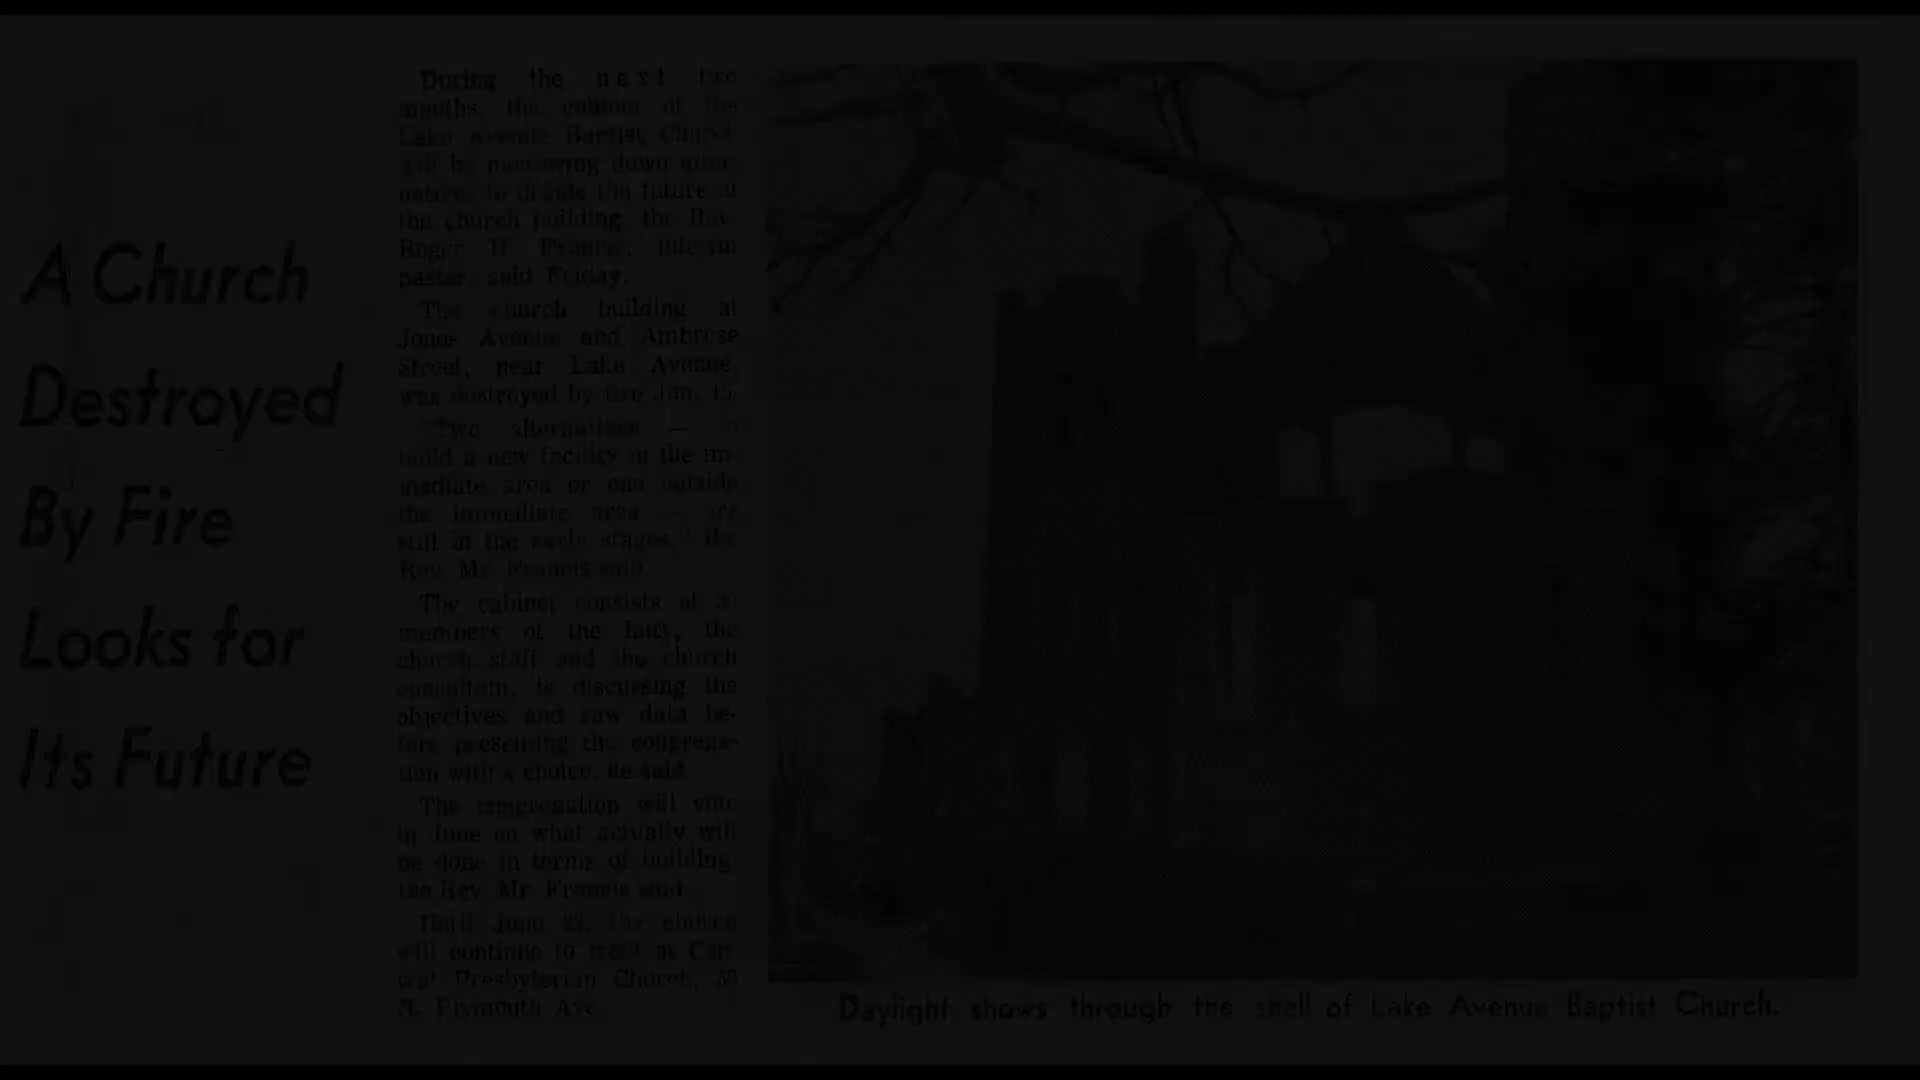 A Church
Destroyed
By Fire
Looks for
Its Future
During the next two
months, the cabinet of the
Lake Avenue Baptist Church
will be narrowing down alter-
natives to decide the future of
the church building, the Rev.
Roger H. Francis, interim
pastor, said Friday.
The church building at
Jones Avenue and Ambrose
Street, near Lake Avenue,
was destroyed by fire Jan. 15.
"Two alternatives — to
build a new facility in the im-
mediate area or one outside
the immediate area — are
still in the early stages," the
Rev. Mr. Francis said.
The cabinet consists of
members of the laity, the
church staff and the church
consultant, is discussing the
objectives and raw data be-
fore presenting the congrega-
tion with a choice, he said.
The congregation will vote
in June on what actually will
be done in terms of building,
the Rev. Mr. Francis said.
Until June the church
will continue to meet at Cen-
tral Presbyterian Church, 50
N. Plymouth Ave.
Daylight shows through the shell of Lake Avenue Baptist Church.